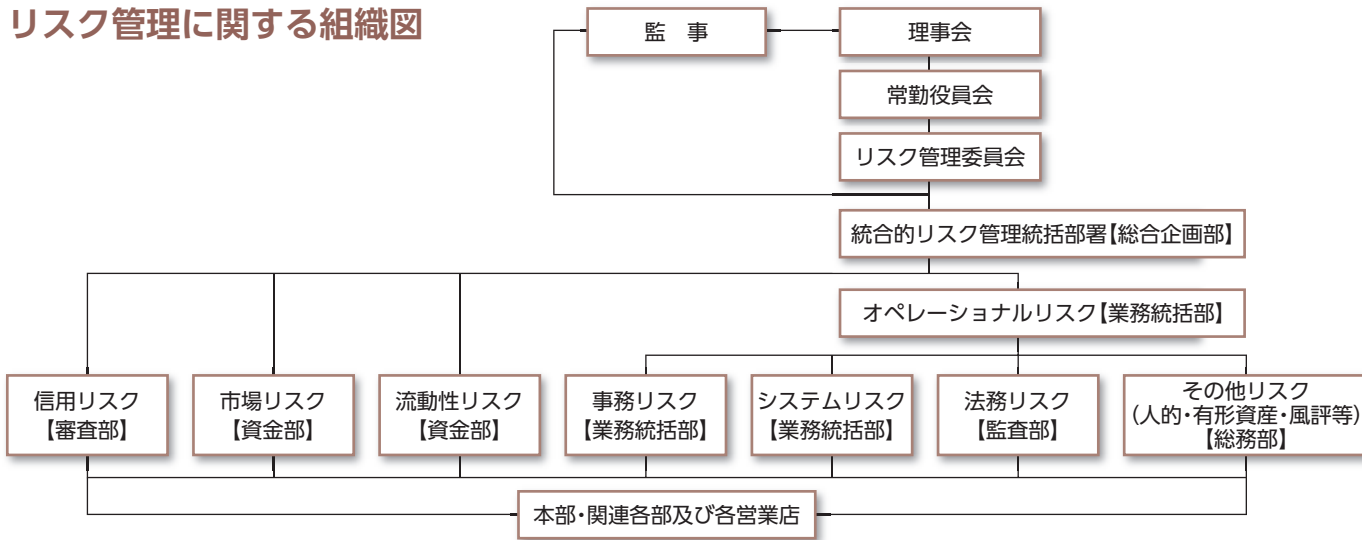 リスク管理に関する組織図
監　事
理事会
常勤役員会
リスク管理委員会
統合的リスク管理統括部署【総合企画部】
オペレーショナルリスク【業務統括部】
信用リスク
【審査部】
市場リスク
【資金部】
流動性リスク
【資金部】
事務リスク
【業務統括部】
システムリスク
【業務統括部】
法務リスク
【監査部】
その他リスク
(人的・有形資産・風評等)
【総務部】
本部・関連各部及び各営業店